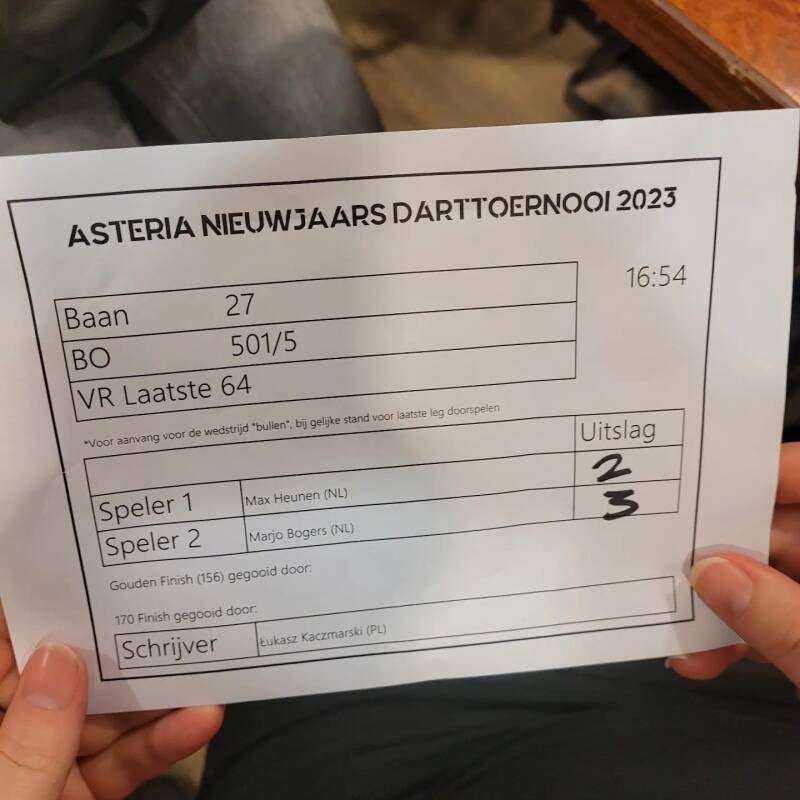 ASTERIA NIEUWJAARS DARTTOERNOOI 2023
16:54
Baan 27
BO 501/5
VR Laatste 64
*Voor aanvang voor de wedstrijd "bullen", bij gelijke stand voor laatste leg doorspelen
Uitslag
Speler 1 Max Heunen (NL) 2
Speler 2 Marjo Bogers (NL) 3
Gouden Finish (156) gegooid door:
170 Finish gegooid door:
Schrijver Łukasz Kaczmarski (PL)